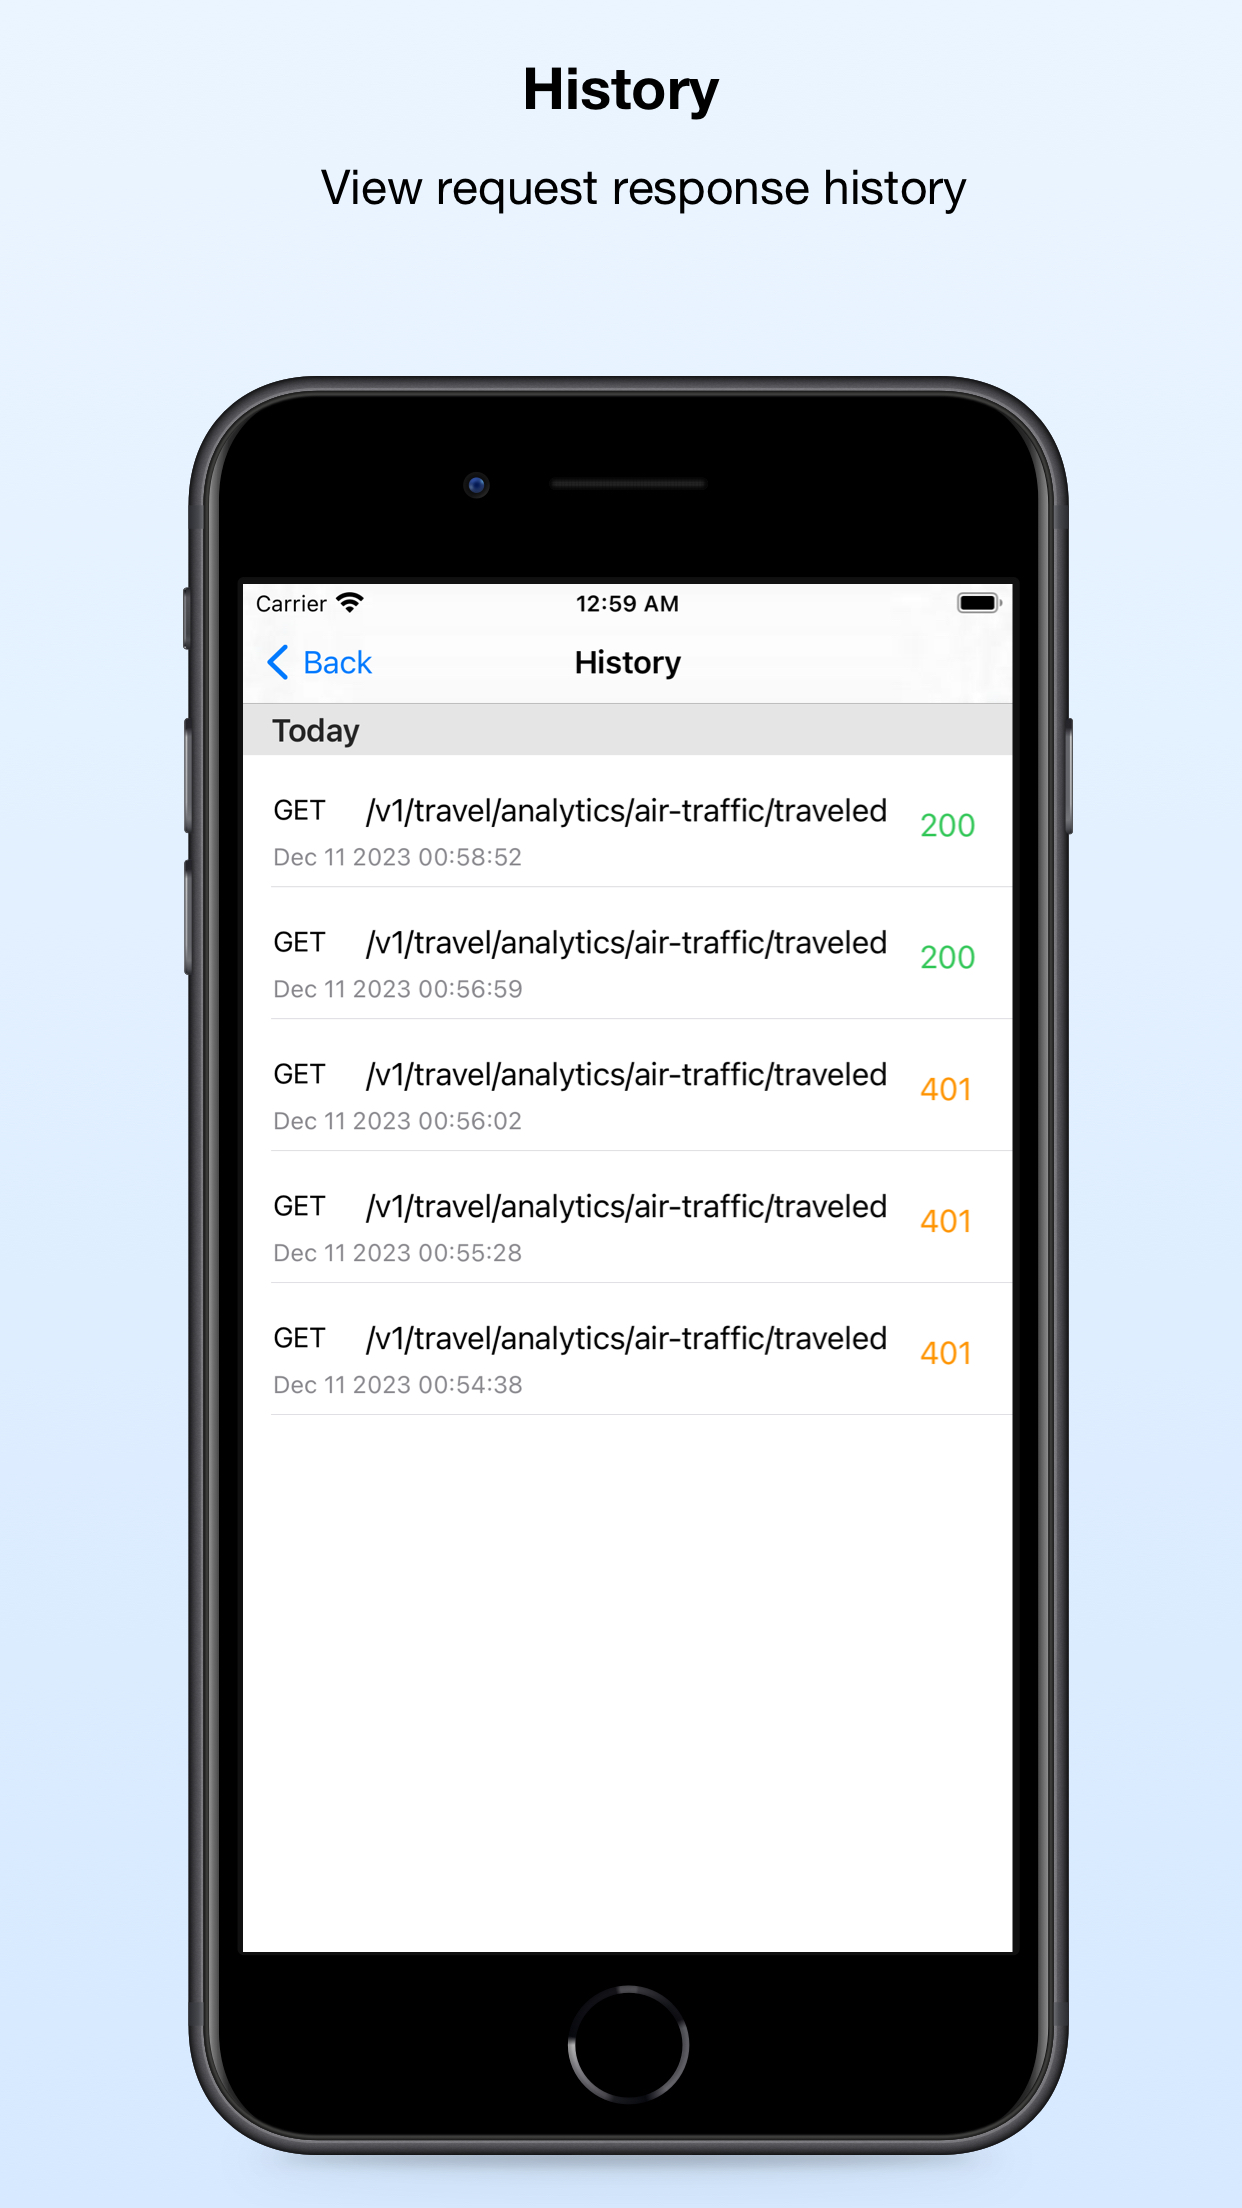 History
View request response history
Carrier 12:59 AM
Back History
Today
GET /v1/travel/analytics/air-traffic/traveled 200
Dec 11 2023 00:58:52
GET /v1/travel/analytics/air-traffic/traveled 200
Dec 11 2023 00:56:59
GET /v1/travel/analytics/air-traffic/traveled 401
Dec 11 2023 00:56:02
GET /v1/travel/analytics/air-traffic/traveled 401
Dec 11 2023 00:55:28
GET /v1/travel/analytics/air-traffic/traveled 401
Dec 11 2023 00:54:38